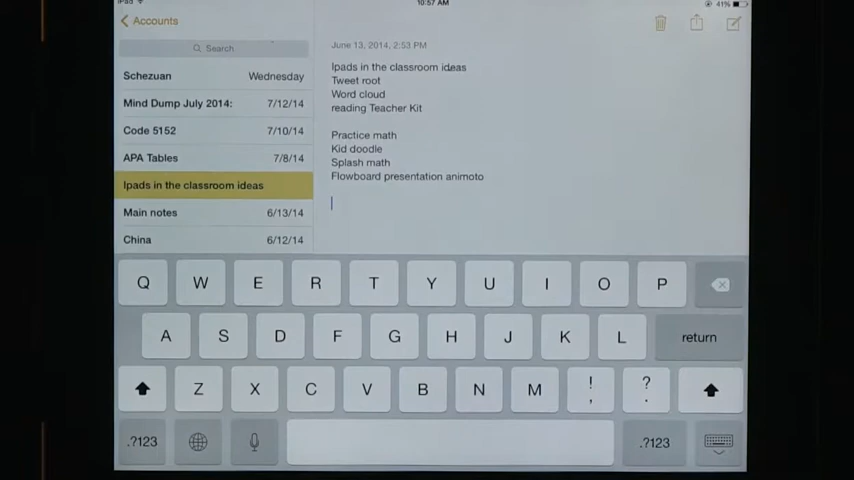 iPad
10:57 AM
41%
Accounts
Search
Schezuan Wednesday
Mind Dump July 2014: 7/12/14
Code 5152 7/10/14
APA Tables 7/8/14
Ipads in the classroom ideas
Main notes 6/13/14
China 6/12/14
June 13, 2014, 2:53 PM
Ipads in the classroom ideas
Tweet root
Word cloud
reading Teacher Kit
Practice math
Kid doodle
Splash math
Flowboard presentation animoto
Q W E R T Y U I O P
A S D F G H J K L return
Z X C V B N M ! , ? .
.?123 .?123